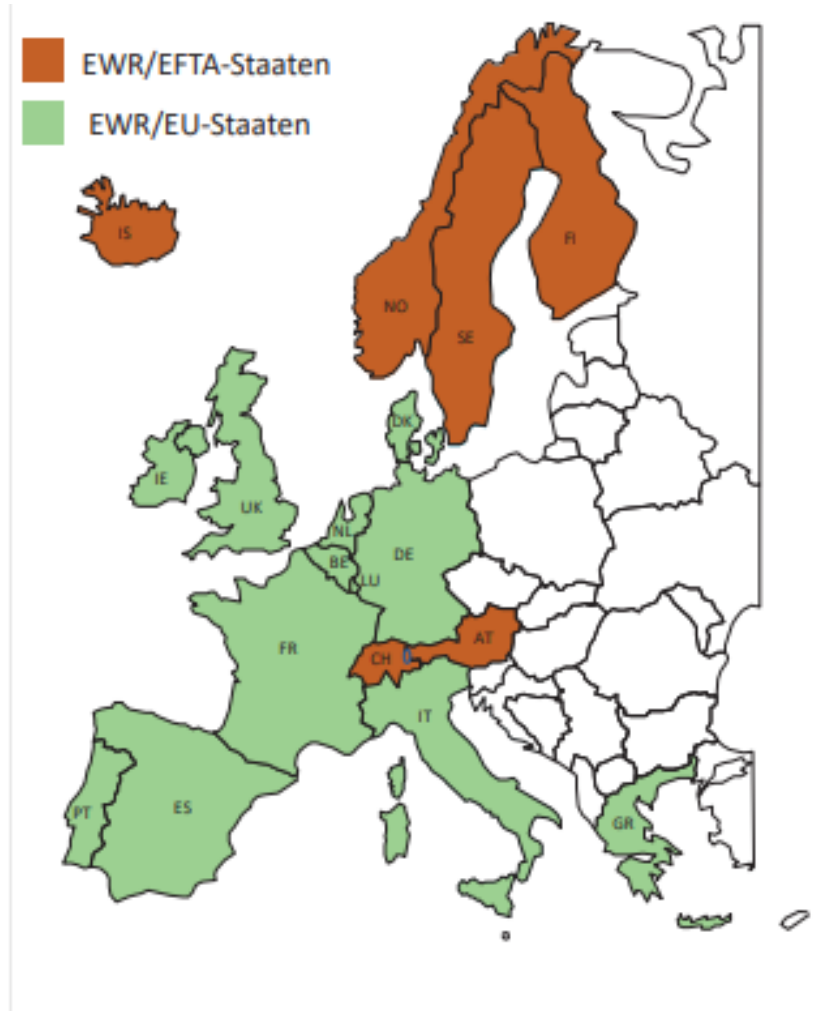 EWR/EFTA-Staaten
EWR/EU-Staaten
IS
FI
NO
SE
DK
IE
UK
NL
DE
BE
LU
AT
FR
CH
IT
ES
PT
GR